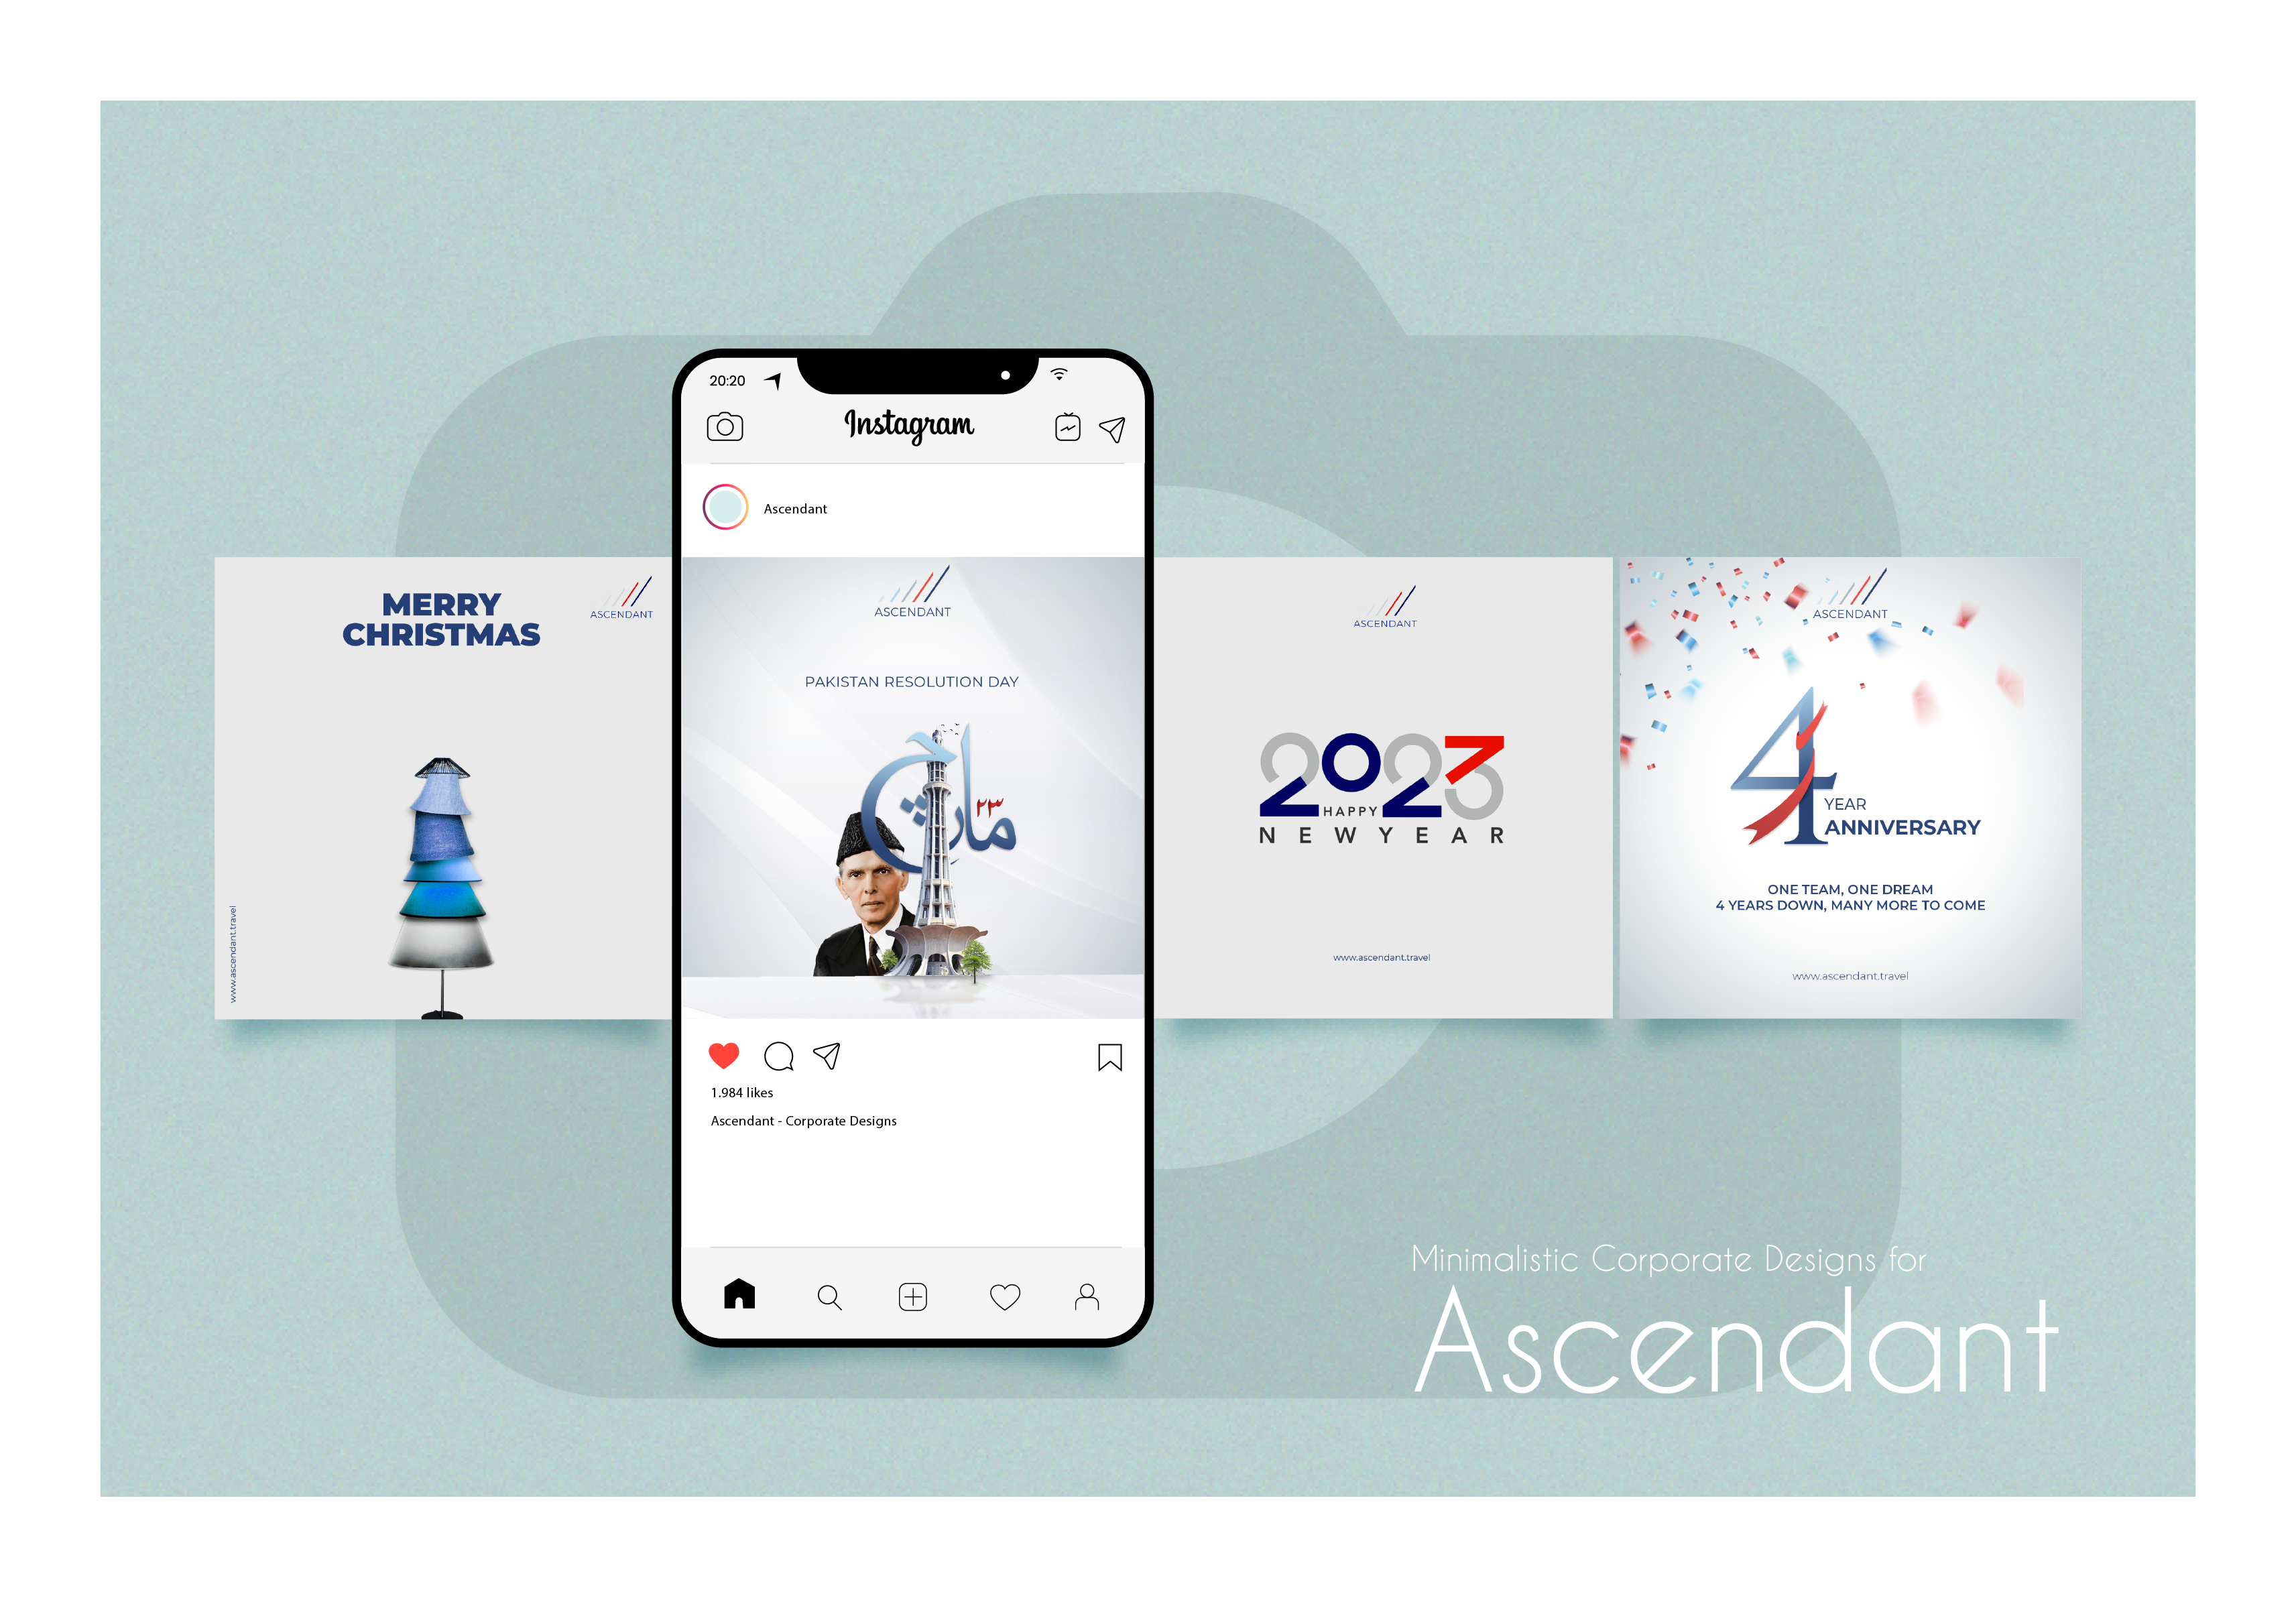 20:20
Instagram
Ascendant
MERRY
CHRISTMAS
ASCENDANT
www.ascendant.travel
ASCENDANT
PAKISTAN RESOLUTION DAY
۲۳
مارچ
1.984 likes
Ascendant - Corporate Designs
ASCENDANT
2023
HAPPY
NEW YEAR
www.ascendant.travel
ASCENDANT
4
YEAR
ANNIVERSARY
ONE TEAM, ONE DREAM
4 YEARS DOWN, MANY MORE TO COME
www.ascendant.travel
Minimalistic Corporate Designs for
Ascendant